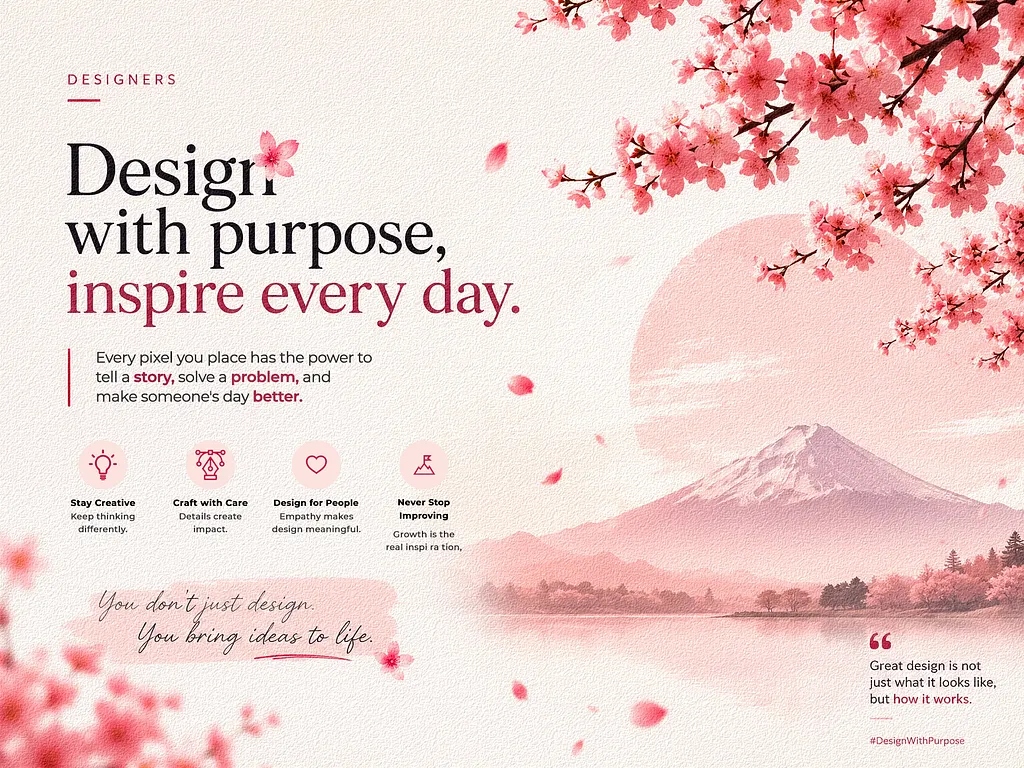 DESIGNERS
Design
with purpose,
inspire every day.
Every pixel you place has the power to
tell a story, solve a problem, and
make someone's day better.
Stay Creative
Keep thinking
differently.
Craft with Care
Details create
impact.
Design for People
Empathy makes
design meaningful.
Never Stop
Improving
Growth is the
real inspi ra tion,
You don't just design.
You bring ideas to life.
“
Great design is not
just what it looks like,
but how it works.
#DesignWithPurpose